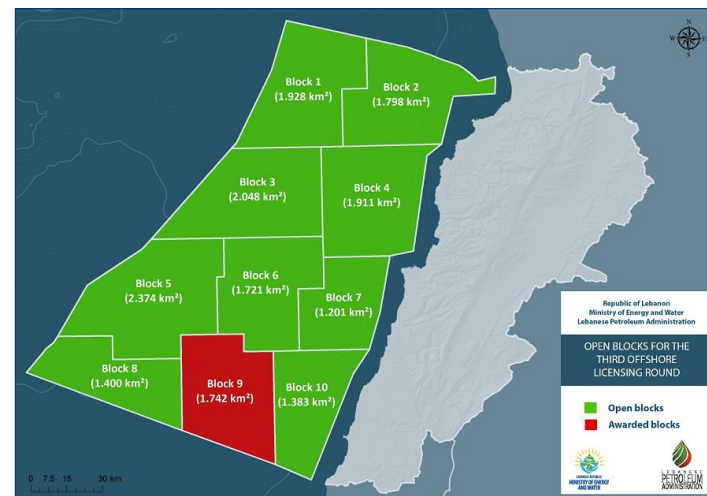 N
W E
S
Block 1
(1.928 km²)
Block 2
(1.798 km²)
Block 3
(2.048 km²)
Block 4
(1.911 km²)
Block 5
(2.374 km²)
Block 6
(1.721 km²)
Block 7
(1.201 km²)
Block 8
(1.400 km²)
Block 9
(1.742 km²)
Block 10
(1.383 km²)
Republic of Lebanon
Ministry of Energy and Water
Lebanese Petroleum Administration
OPEN BLOCKS FOR THE
THIRD OFFSHORE
LICENSING ROUND
Open blocks
Awarded blocks
0 7.5 15 30 km
LEBANESE REPUBLIC
MINISTRY OF ENERGY
AND WATER
LEBANESE
PETROLEUM
ADMINISTRATION